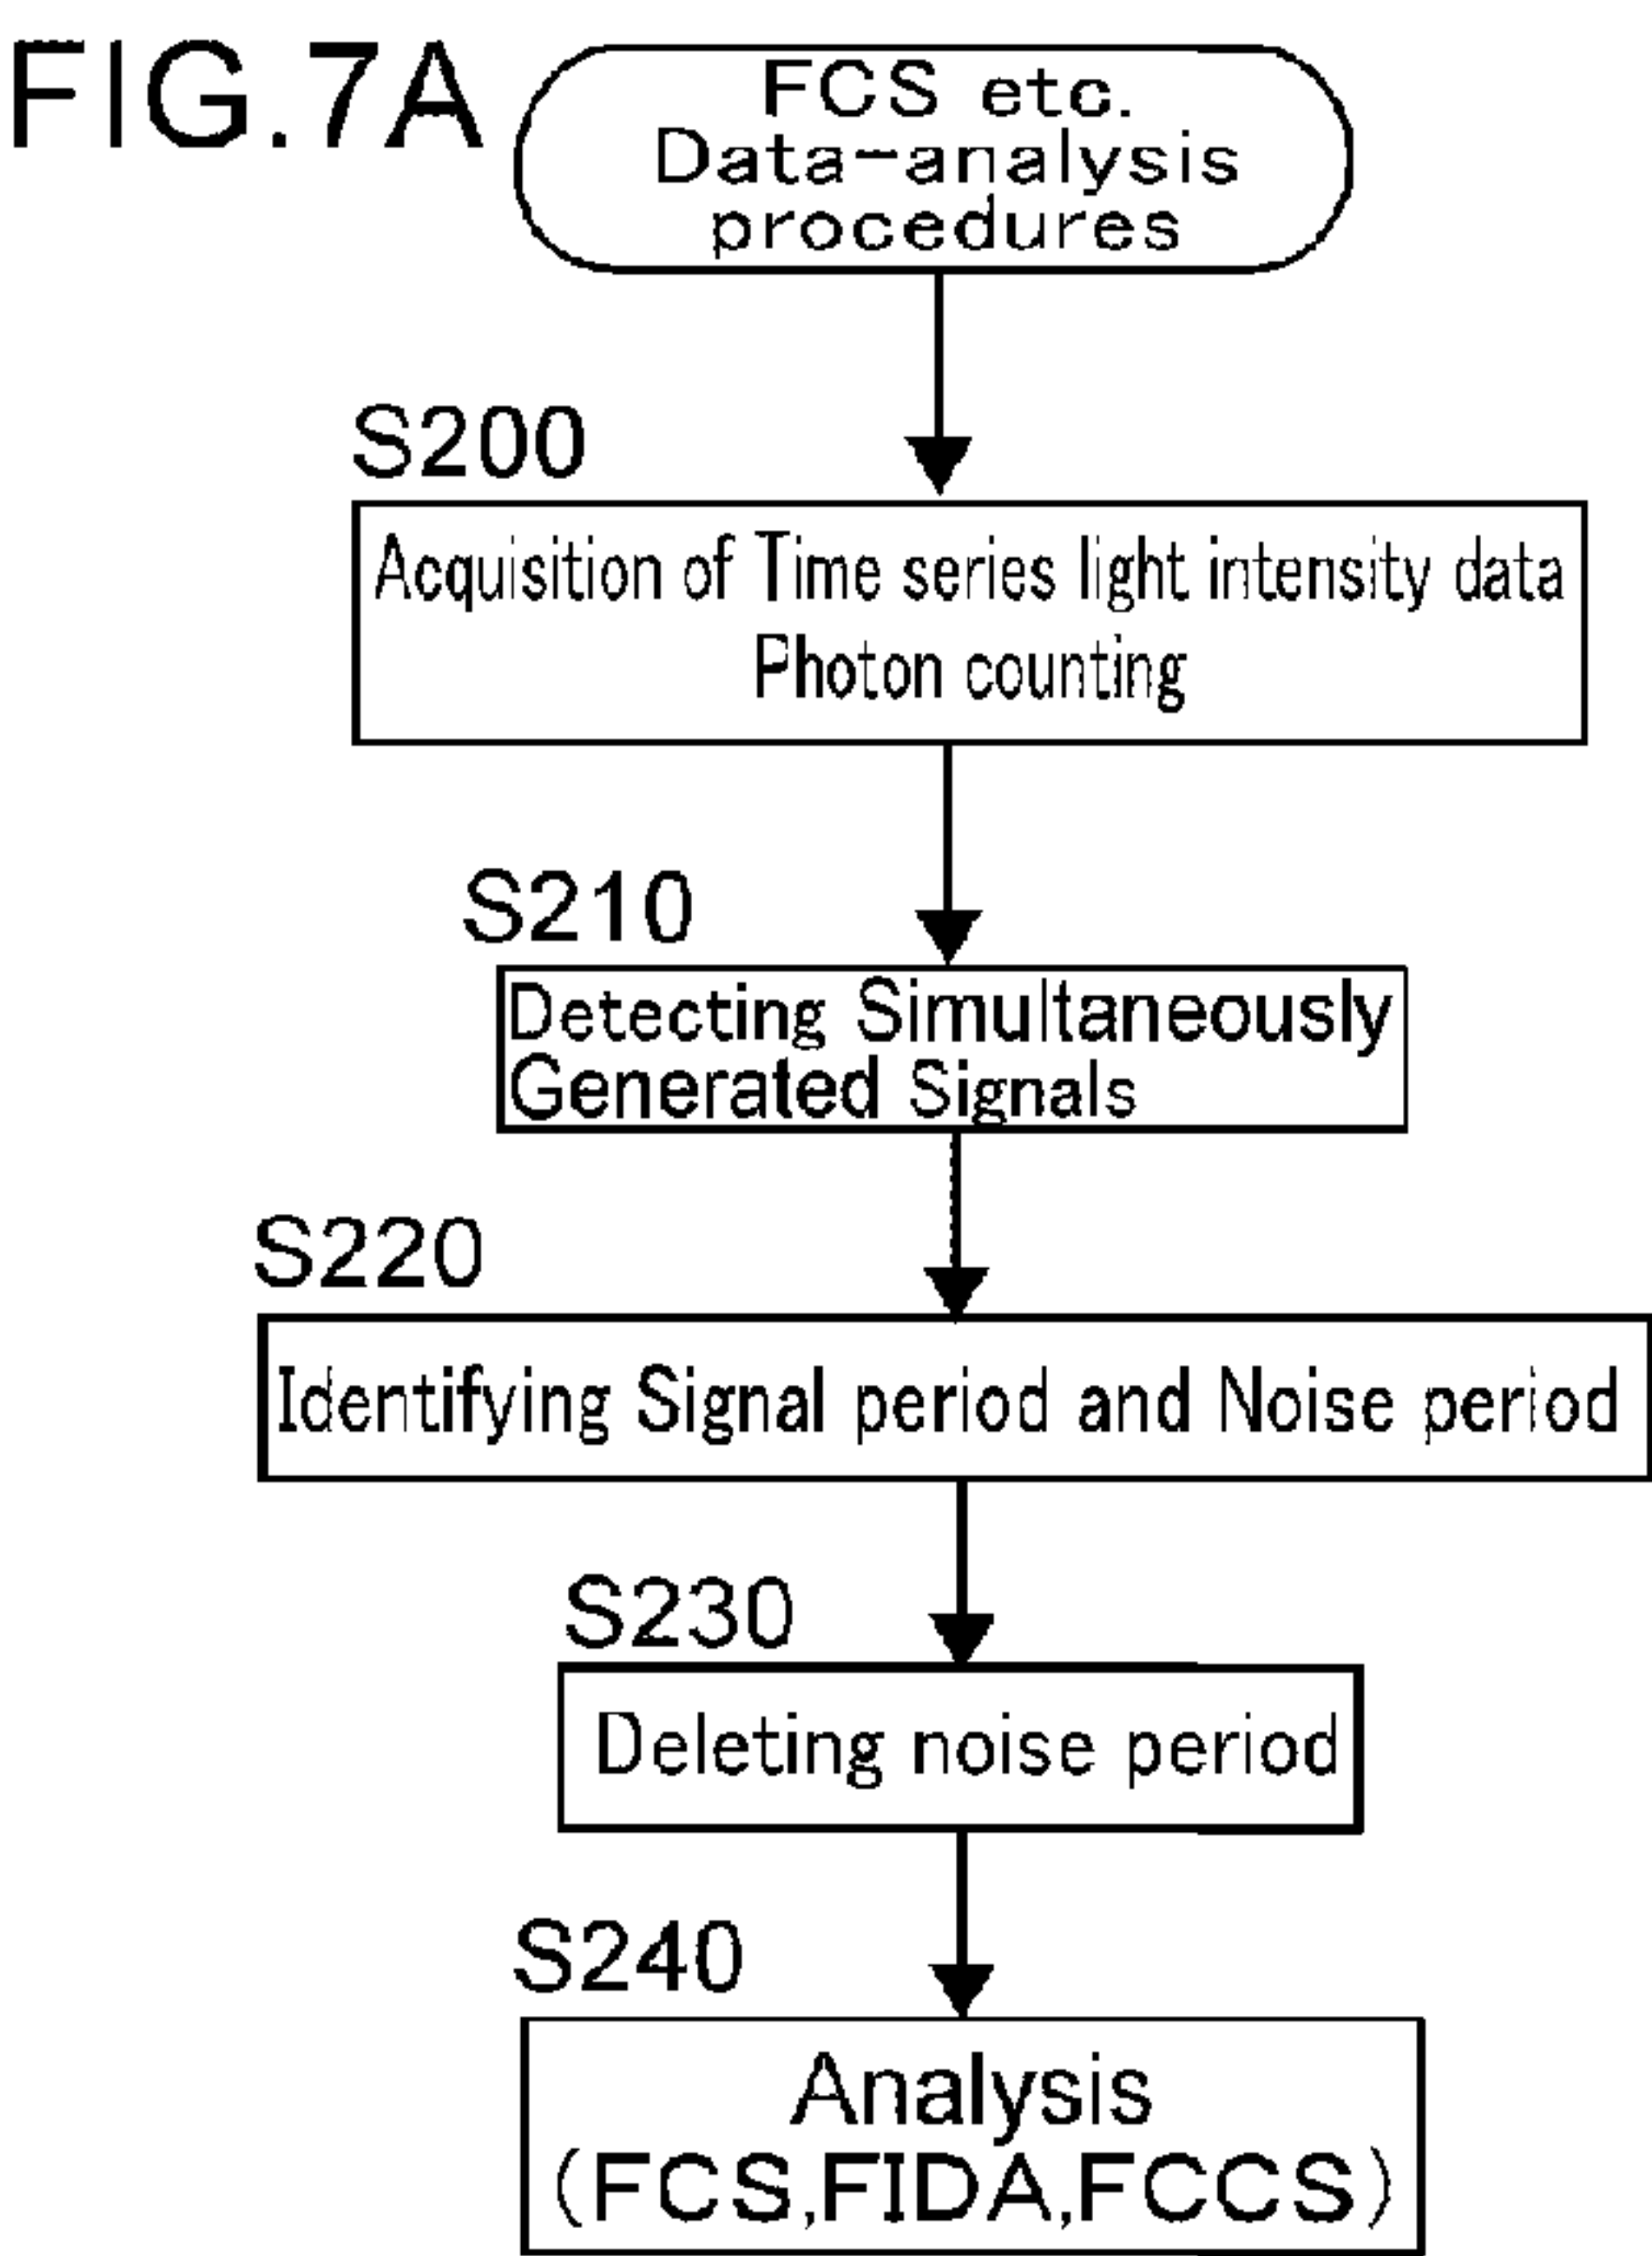 FIG.7A
FCS etc.
Data-analysis
procedures
S200
Acquisition of Time series light intensity data
Photon counting
S210
Detecting Simultaneously
Generated Signals
S220
Identifying Signal period and Noise period
S230
Deleting noise period
S240
Analysis
(FCS,FIDA,FCCS)